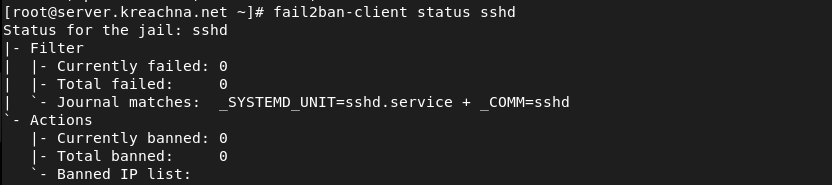 [root@server.kreachna.net ~]# fail2ban-client status sshd
Status for the jail: sshd
|- Filter
|  |- Currently failed: 0
|  |- Total failed:     0
|  `- Journal matches:  _SYSTEMD_UNIT=sshd.service + _COMM=sshd
`- Actions
   |- Currently banned: 0
   |- Total banned:     0
   `- Banned IP list: